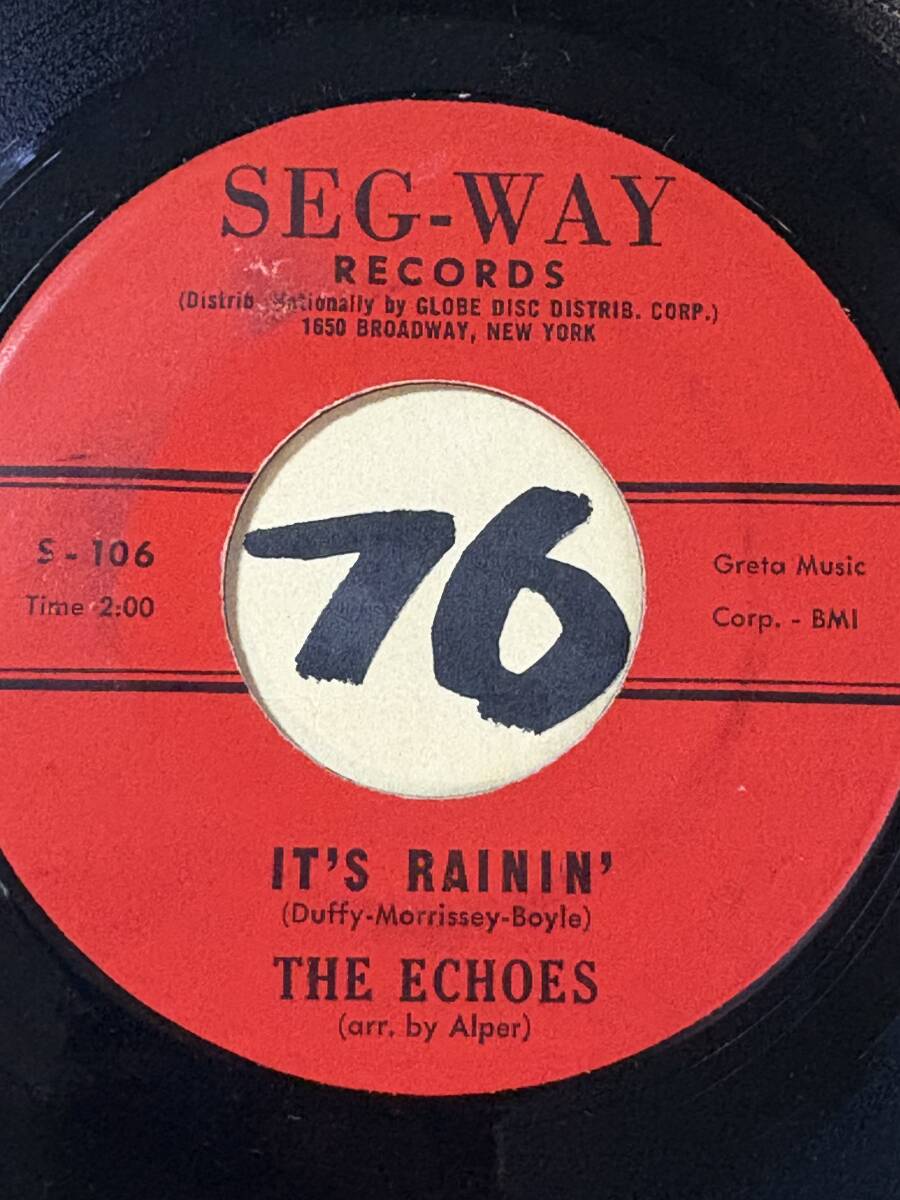 SEG-WAY
RECORDS
(Distrib Nationally by GLOBE DISC DISTRIB. CORP.)
1650 BROADWAY, NEW YORK
S - 106
Time 2:00
Greta Music
Corp. - BMI
76
IT'S RAININ'
(Duffy-Morrissey-Boyle)
THE ECHOES
(arr. by Alper)